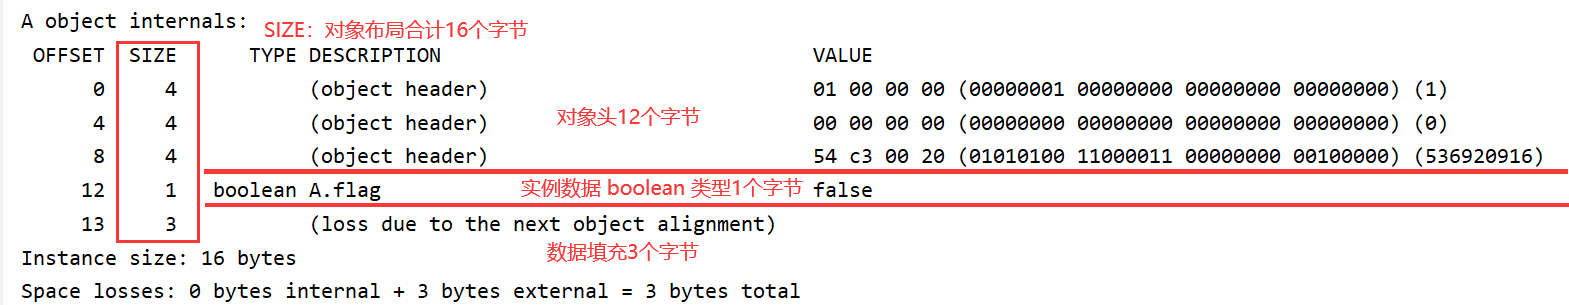 A object internals:
SIZE：对象布局合计16个字节
OFFSET SIZE TYPE DESCRIPTION VALUE
0 4 (object header) 01 00 00 00 (00000001 00000000 00000000 00000000) (1)
对象头12个字节
4 4 (object header) 00 00 00 00 (00000000 00000000 00000000 00000000) (0)
8 4 (object header) 54 c3 00 20 (01010100 11000011 00000000 00100000) (536920916)
12 1 boolean A.flag 实例数据 boolean 类型1个字节 false
13 3 (loss due to the next object alignment)
数据填充3个字节
Instance size: 16 bytes
Space losses: 0 bytes internal + 3 bytes external = 3 bytes total